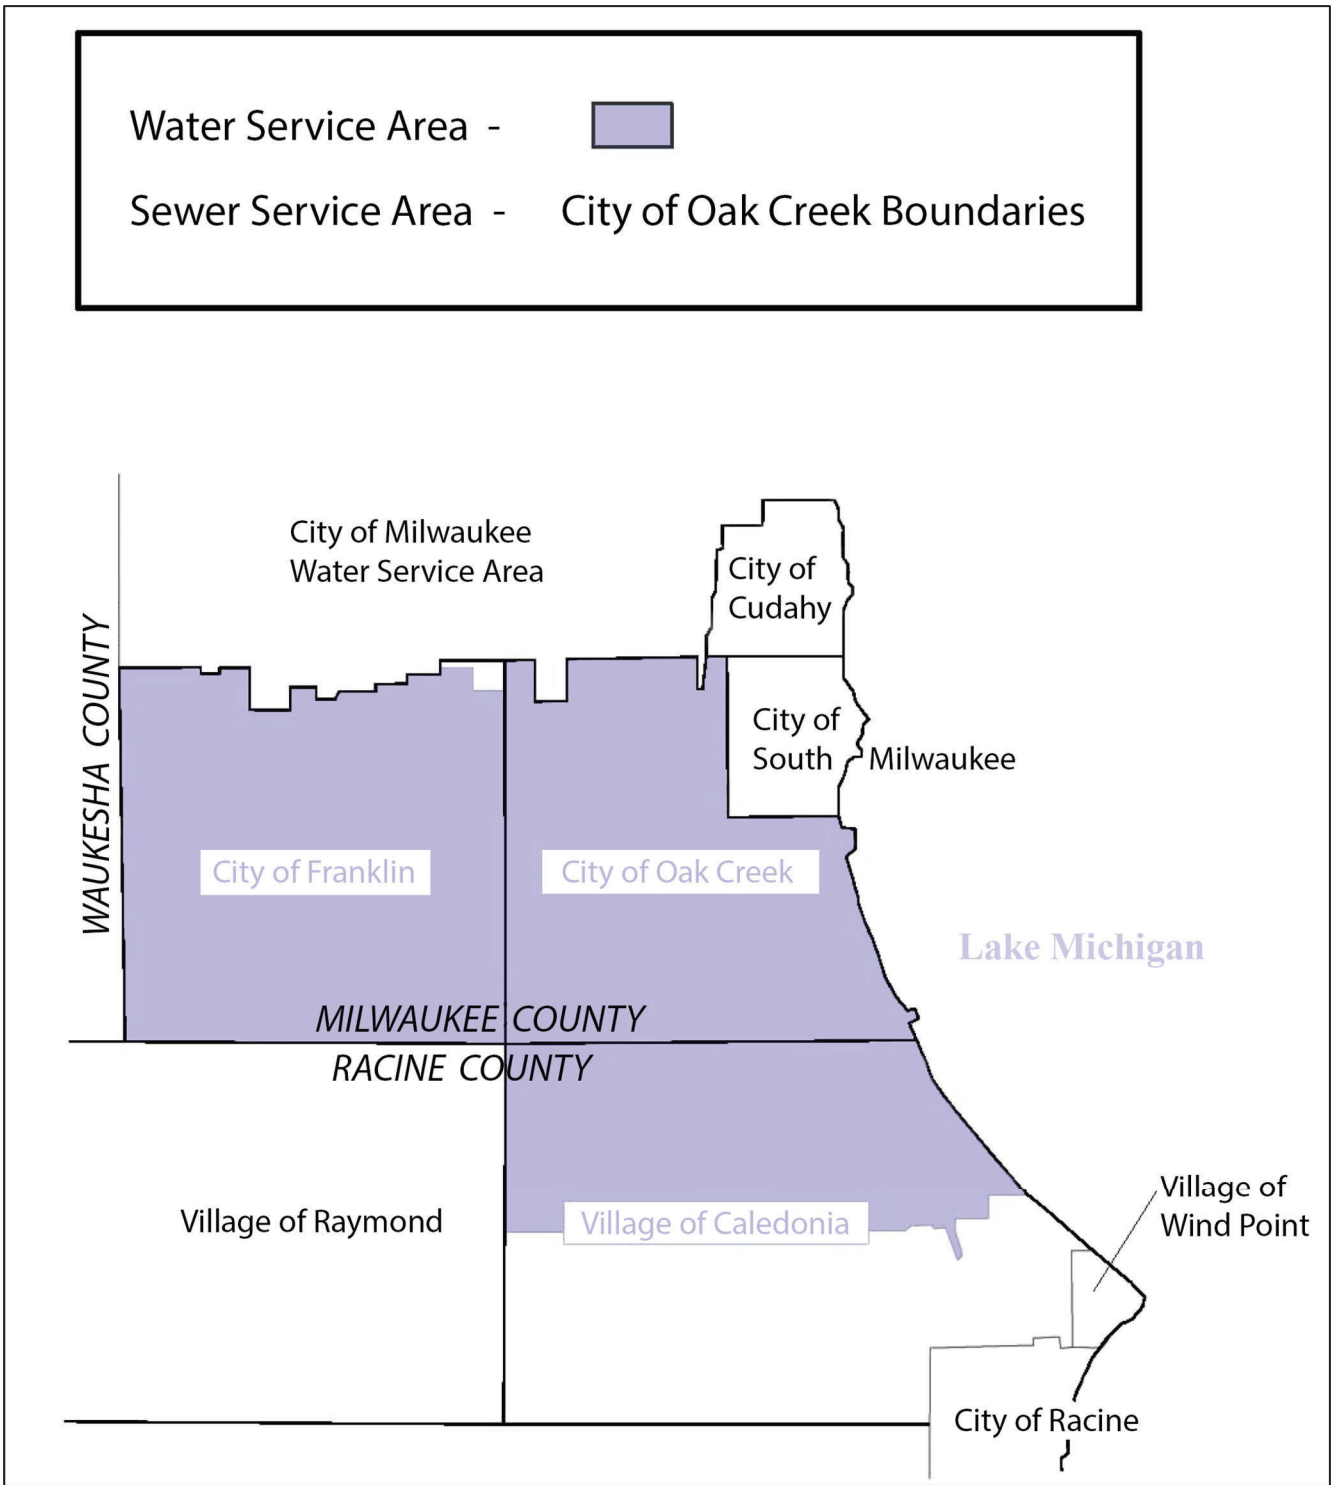 Water Service Area -
Sewer Service Area - City of Oak Creek Boundaries
City of Milwaukee
Water Service Area
City of
Cudahy
WAUKESHA COUNTY
City of
South Milwaukee
City of Franklin
City of Oak Creek
Lake Michigan
MILWAUKEE COUNTY
RACINE COUNTY
Village of Raymond
Village of Caledonia
Village of
Wind Point
City of Racine